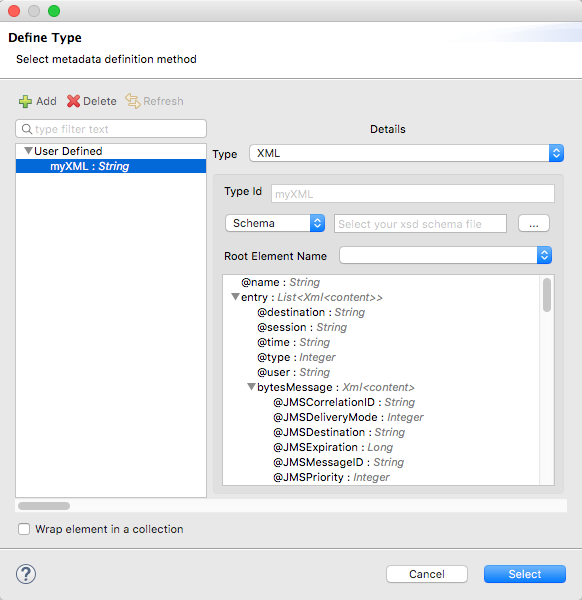 Define Type
Select metadata definition method
Add Delete Refresh
type filter text
User Defined
myXML : String
Details
Type XML
Type Id myXML
Schema Select your xsd schema file ...
Root Element Name
@name : String
entry : List<Xml<content>>
@destination : String
@session : String
@time : String
@type : Integer
@user : String
bytesMessage : Xml<content>
@JMSCorrelationID : String
@JMSDeliveryMode : Integer
@JMSDestination : String
@JMSExpiration : Long
@JMSMessageID : String
@JMSPriority : Integer
Wrap element in a collection
? Cancel Select